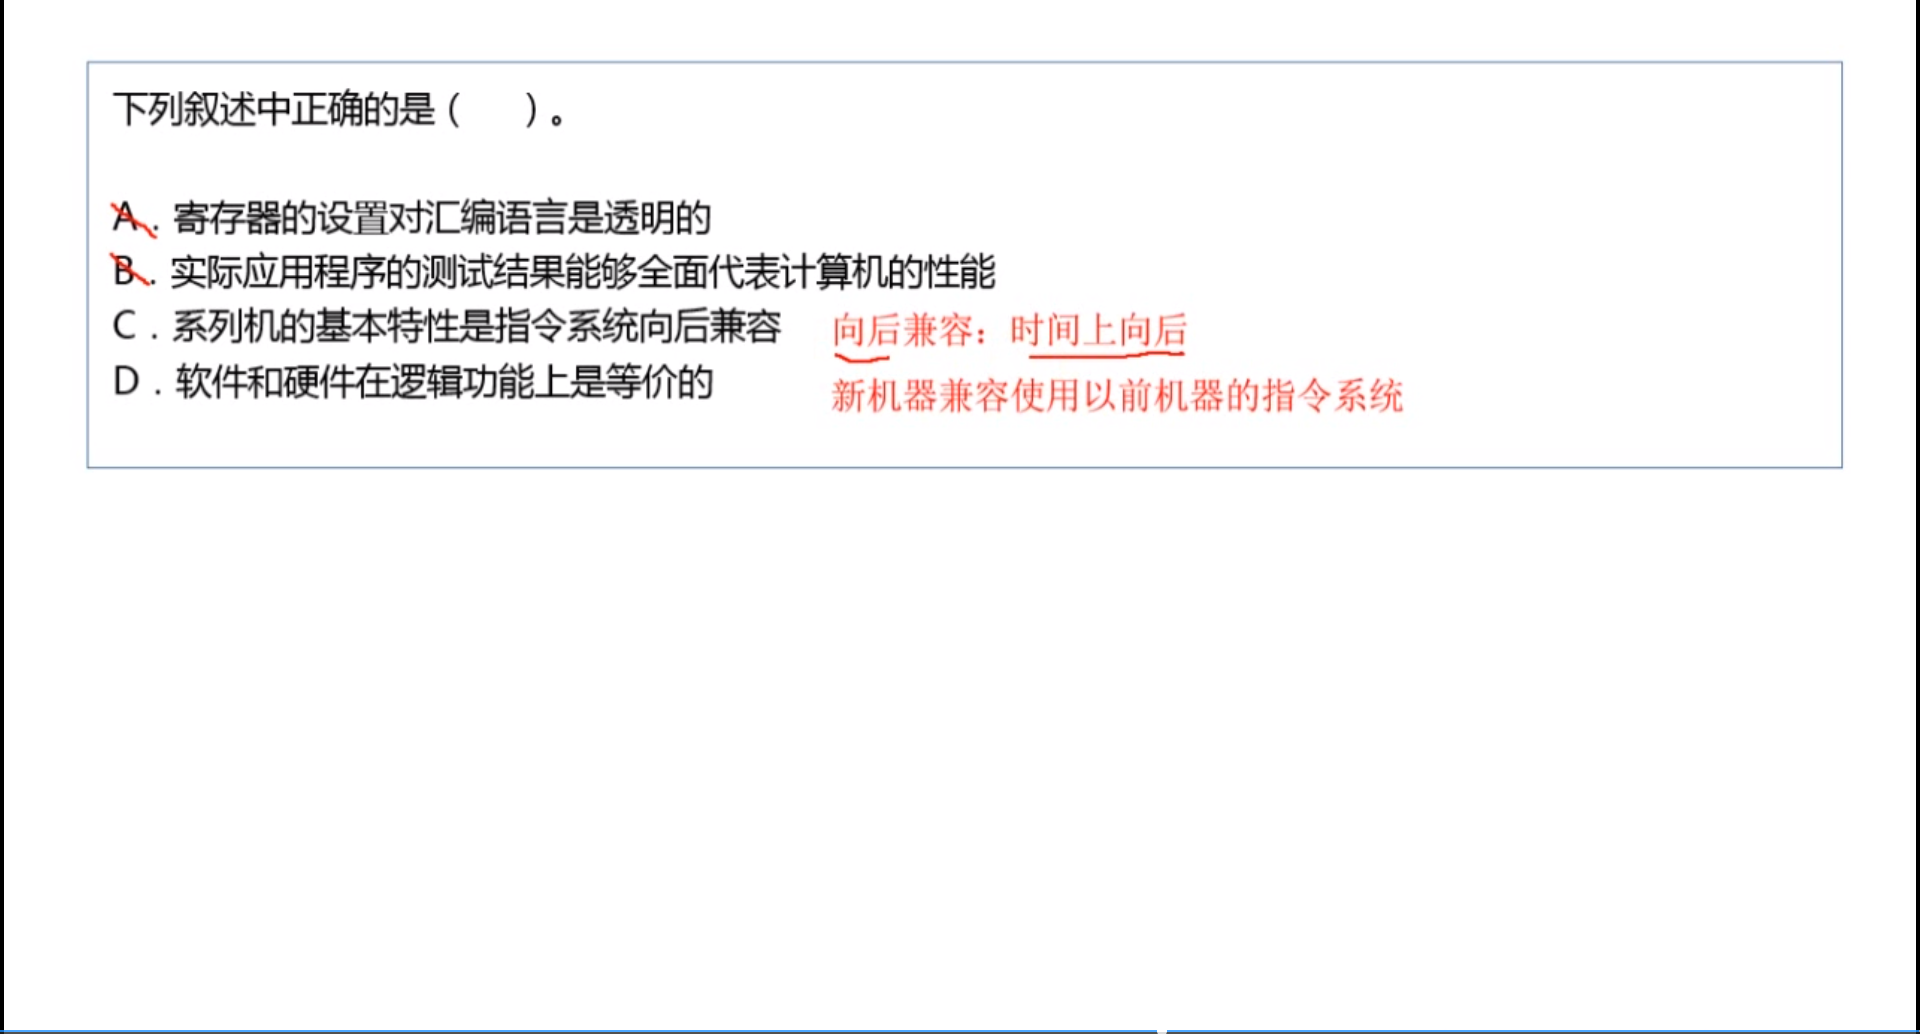 下列叙述中正确的是（ ）。
A．寄存器的设置对汇编语言是透明的
B．实际应用程序的测试结果能够全面代表计算机的性能
C．系列机的基本特性是指令系统向后兼容
向后兼容：时间上向后
D．软件和硬件在逻辑功能上是等价的
新机器兼容使用以前机器的指令系统